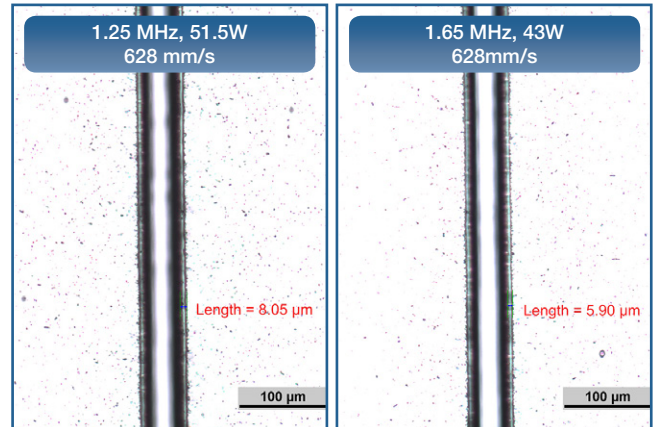 1.25 MHz, 51.5W
628 mm/s
Length = 8.05 µm
100 µm
1.65 MHz, 43W
628mm/s
Length = 5.90 µm
100 µm